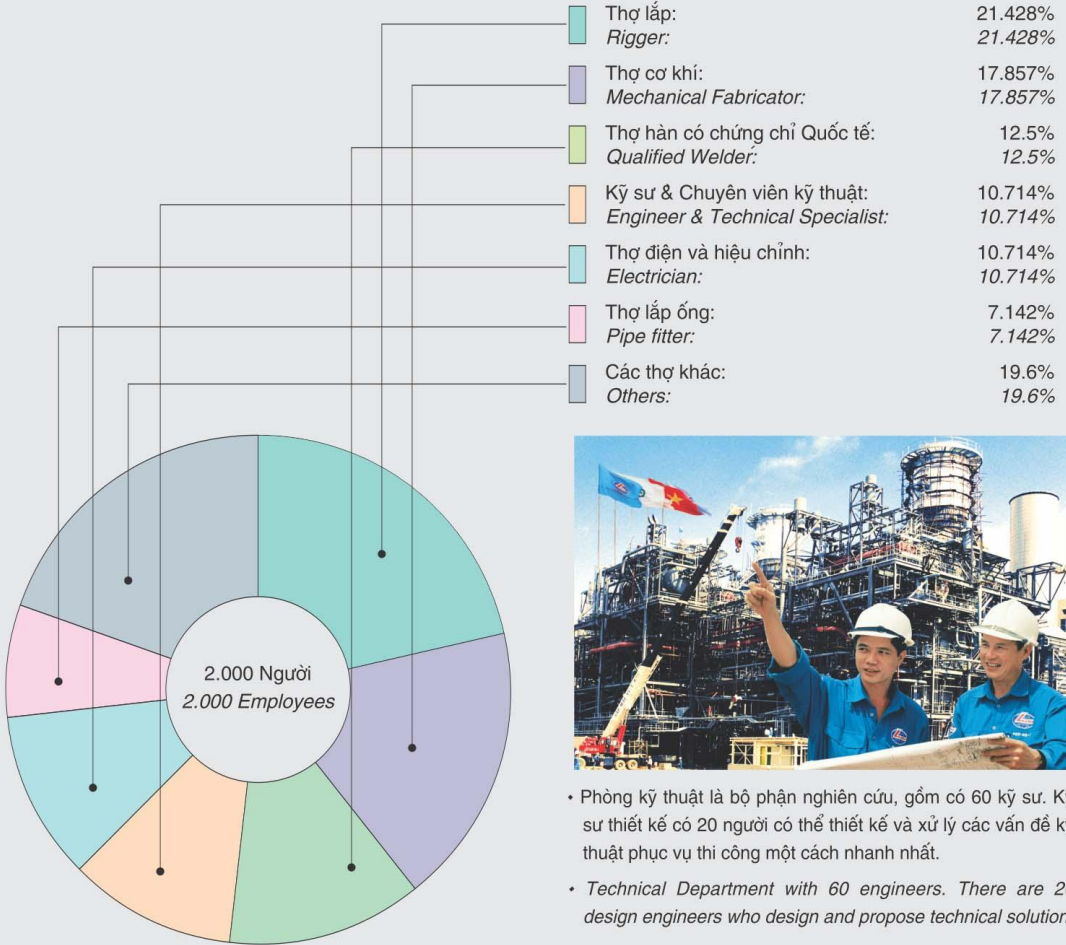 Thợ lắp: 21.428%
Rigger: 21.428%
Thợ cơ khí: 17.857%
Mechanical Fabricator: 17.857%
Thợ hàn có chứng chỉ Quốc tế: 12.5%
Qualified Welder: 12.5%
Kỹ sư & Chuyên viên kỹ thuật: 10.714%
Engineer & Technical Specialist: 10.714%
Thợ điện và hiệu chỉnh: 10.714%
Electrician: 10.714%
Thợ lắp ống: 7.142%
Pipe fitter: 7.142%
Các thợ khác: 19.6%
Others: 19.6%
2.000 Người
2.000 Employees
• Phòng kỹ thuật là bộ phận nghiên cứu, gồm có 60 kỹ sư.
sư thiết kế có 20 người có thể thiết kế và xử lý các vấn đề
thuật phục vụ thi công một cách nhanh nhất.
• Technical Department with 60 engineers. There are
design engineers who design and propose technical